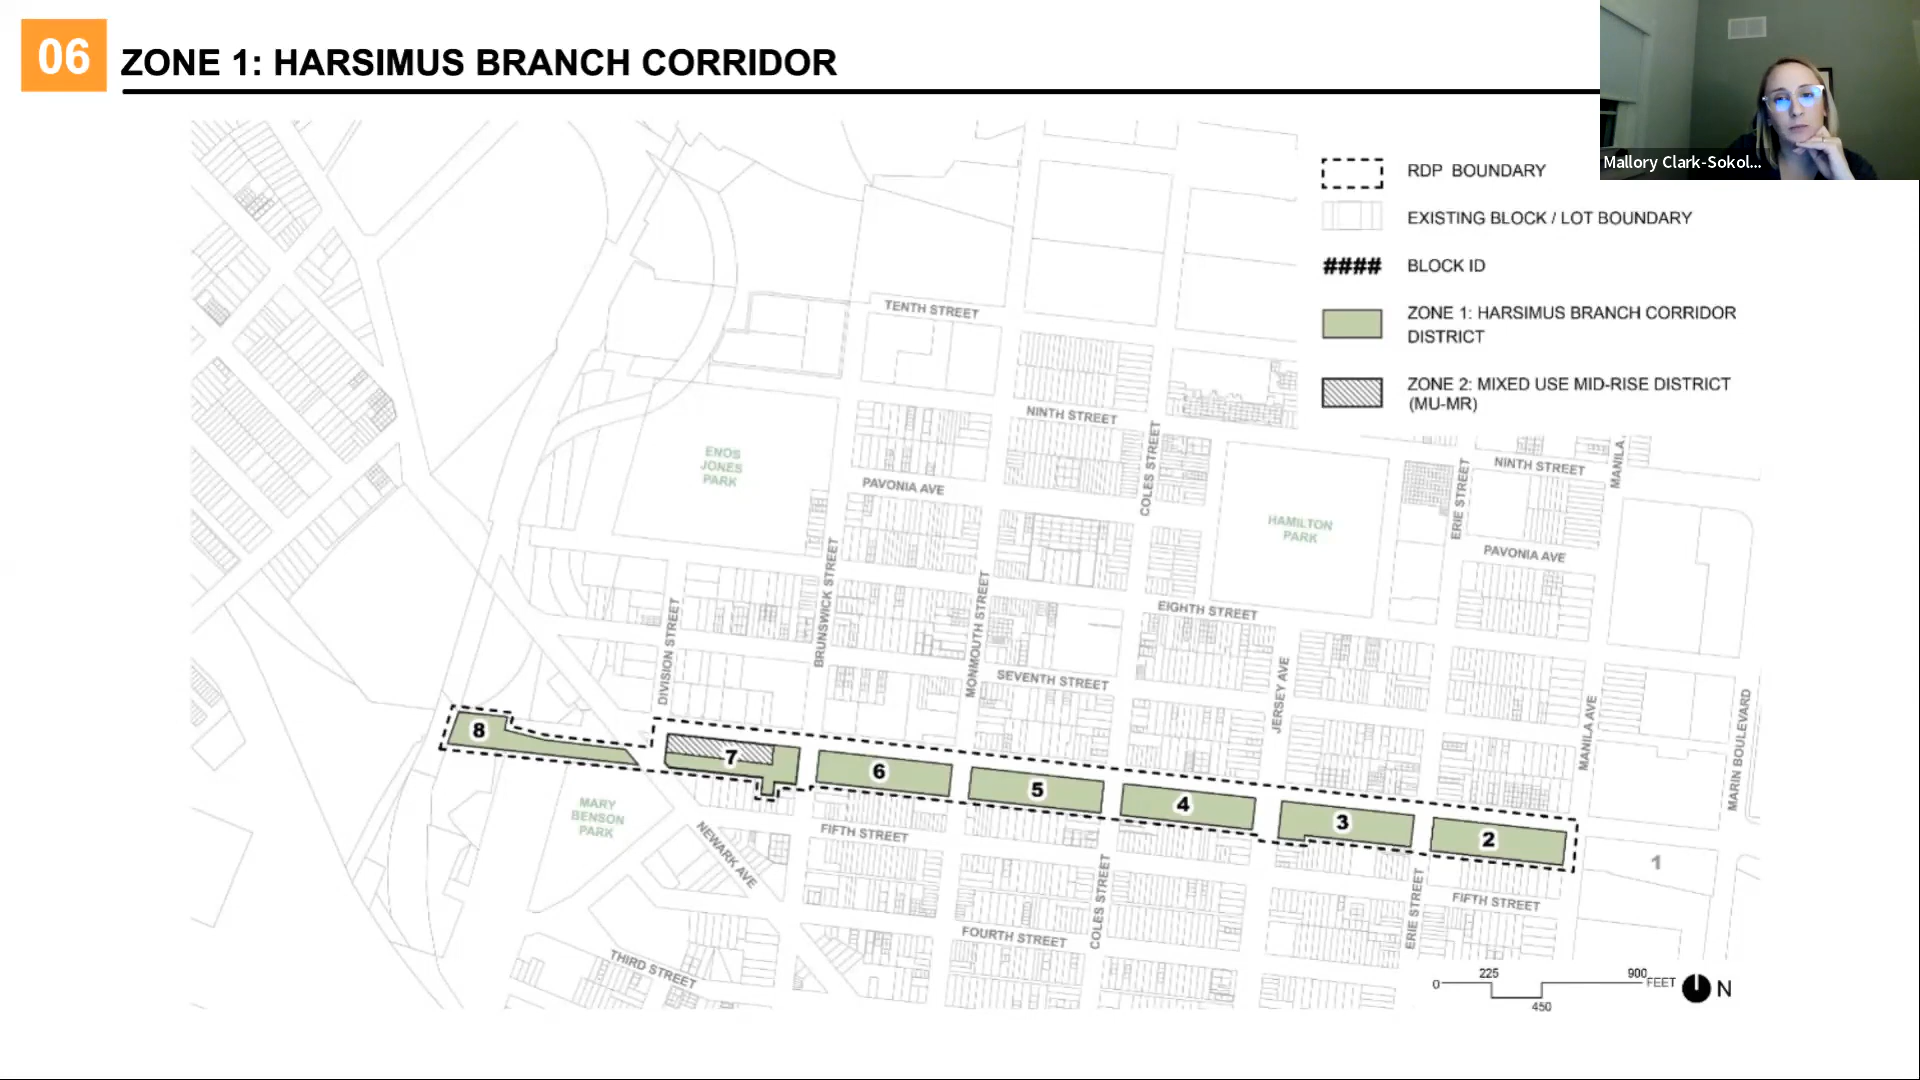 06
ZONE 1: HARSIMUS BRANCH CORRIDOR
Mallory Clark-Sokol...
RDP BOUNDARY
EXISTING BLOCK / LOT BOUNDARY
####
BLOCK ID
ZONE 1: HARSIMUS BRANCH CORRIDOR
DISTRICT
ZONE 2: MIXED USE MID-RISE DISTRICT
(MU-MR)
TENTH STREET
NINTH STREET
COLES STREET
ENOS
JONES
PARK
PAVONIA AVE
HAMILTON
PARK
ERIE STREET
NINTH STREET
MANILA
PAVONIA AVE
BRUNSWICK STREET
MONMOUTH STREET
DIVISION STREET
EIGHTH STREET
SEVENTH STREET
JERSEY AVE
MANILA AVE
MARIN BOULEVARD
8
7
6
5
4
3
2
1
MARY
BENSON
PARK
NEWARK AVE
FIFTH STREET
COLES STREET
ERIE STREET
FIFTH STREET
FOURTH STREET
THIRD STREET
0
225
450
900
FEET
N